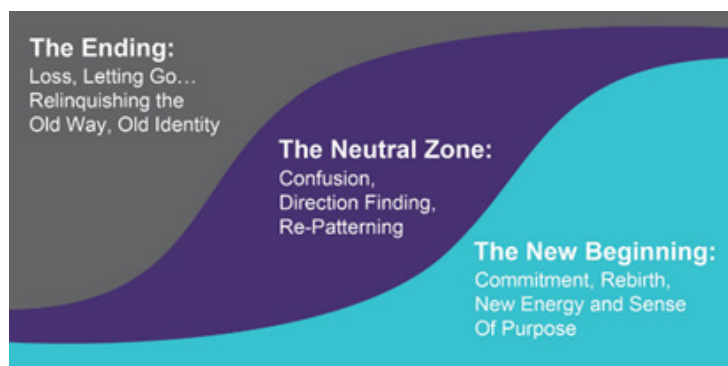 The Ending:
Loss, Letting Go...
Relinquishing the
Old Way, Old Identity
The Neutral Zone:
Confusion,
Direction Finding,
Re-Patterning
The New Beginning:
Commitment, Rebirth,
New Energy and Sense
Of Purpose